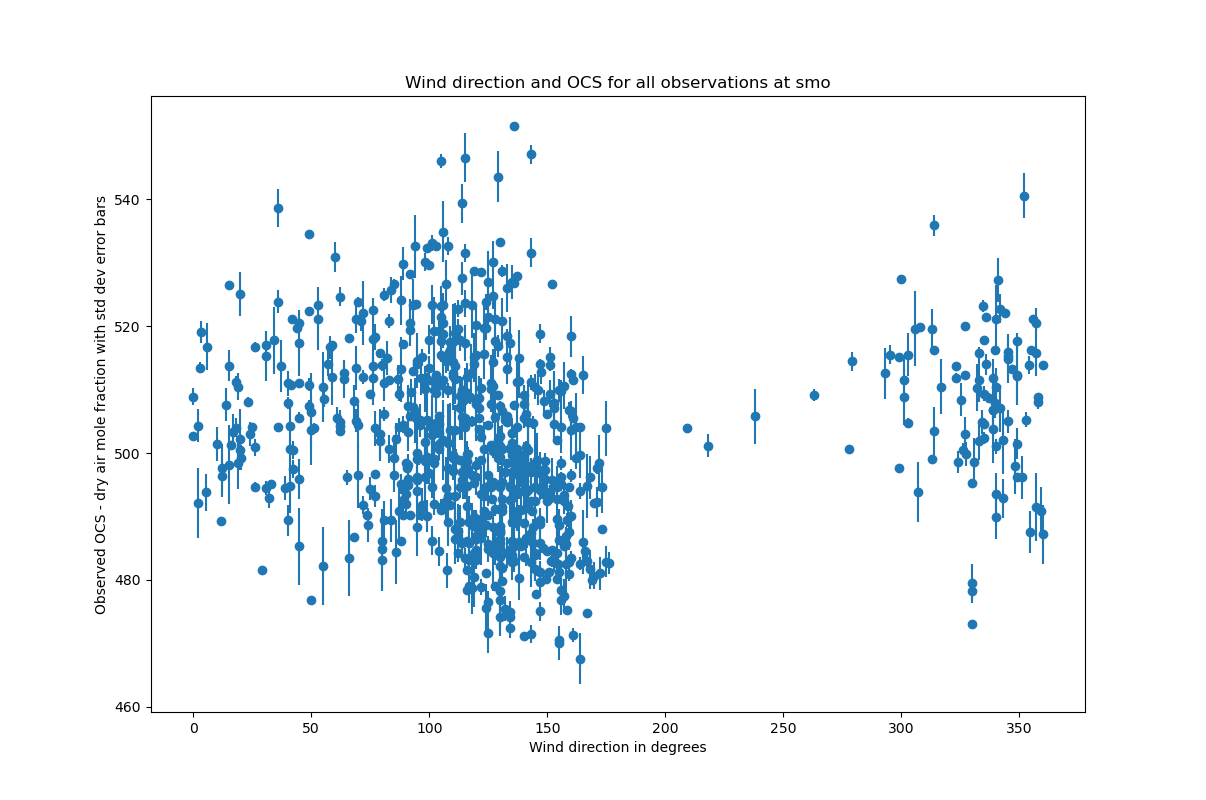 Wind direction and OCS for all observations at smo
Observed OCS - dry air mole fraction with std dev error bars
540
520
500
480
460
0 50 100 150 200 250 300 350
Wind direction in degrees